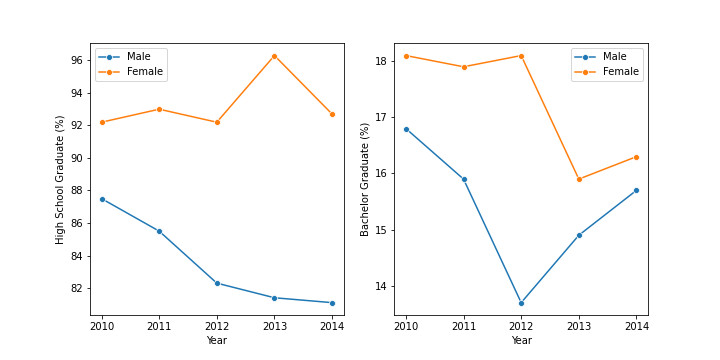 High School Graduate (%)
96
94
92
90
88
86
84
82
Male
Female
2010 2011 2012 2013 2014
Year
Bachelor Graduate (%)
18
17
16
15
14
Male
Female
2010 2011 2012 2013 2014
Year